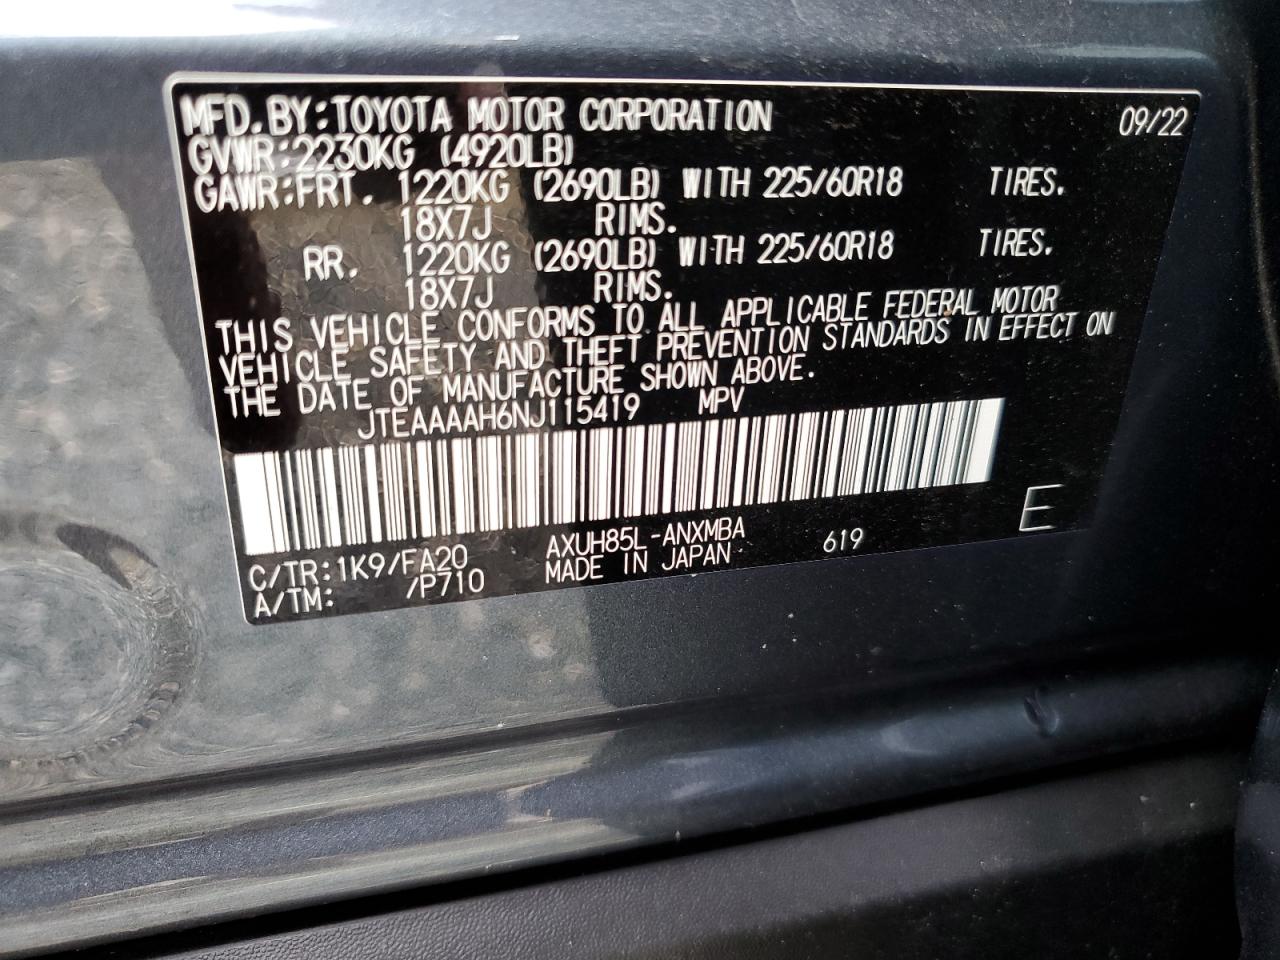 MFD. BY: TOYOTA MOTOR CORPORATION 09/22
GVWR: 2230KG (4920LB)
GAWR: FRT. 1220KG (2690LB) WITH 225/60R18 TIRES.
18X7J RIMS.
RR. 1220KG (2690LB) WITH 225/60R18 TIRES.
18X7J RIMS.
THIS VEHICLE CONFORMS TO ALL APPLICABLE FEDERAL MOTOR
VEHICLE SAFETY AND THEFT PREVENTION STANDARDS IN EFFECT ON
THE DATE OF MANUFACTURE SHOWN ABOVE.
JTEAAAAH6NJ115419 MPV
C/TR: 1K9/FA20 AXUH85L-ANXMBA 619 E
A/TM: /P710 MADE IN JAPAN